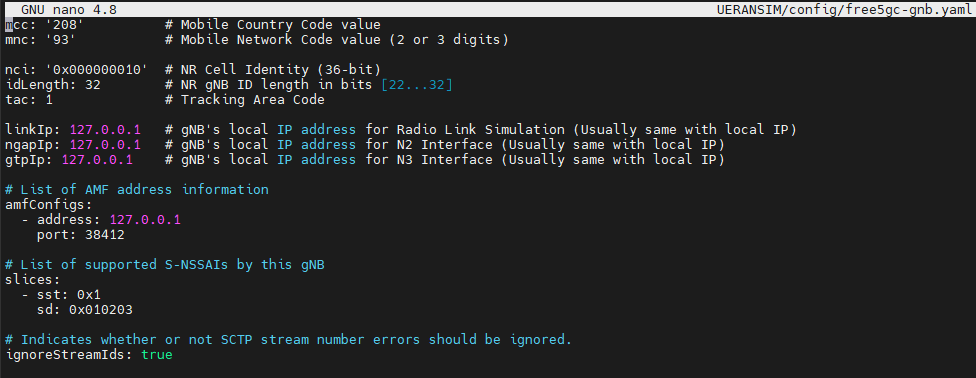 GNU nano 4.8 UERANSIM/config/free5gc-gnb.yaml
mcc: '208'          # Mobile Country Code value
mnc: '93'           # Mobile Network Code value (2 or 3 digits)

nci: '0x000000010'  # NR Cell Identity (36-bit)
idLength: 32        # NR gNB ID length in bits [22...32]
tac: 1              # Tracking Area Code

linkIp: 127.0.0.1   # gNB's local IP address for Radio Link Simulation (Usually same with local IP)
ngapIp: 127.0.0.1   # gNB's local IP address for N2 Interface (Usually same with local IP)
gtpIp: 127.0.0.1    # gNB's local IP address for N3 Interface (Usually same with local IP)

# List of AMF address information
amfConfigs:
  - address: 127.0.0.1
    port: 38412

# List of supported S-NSSAIs by this gNB
slices:
  - sst: 0x1
    sd: 0x010203

# Indicates whether or not SCTP stream number errors should be ignored.
ignoreStreamIds: true